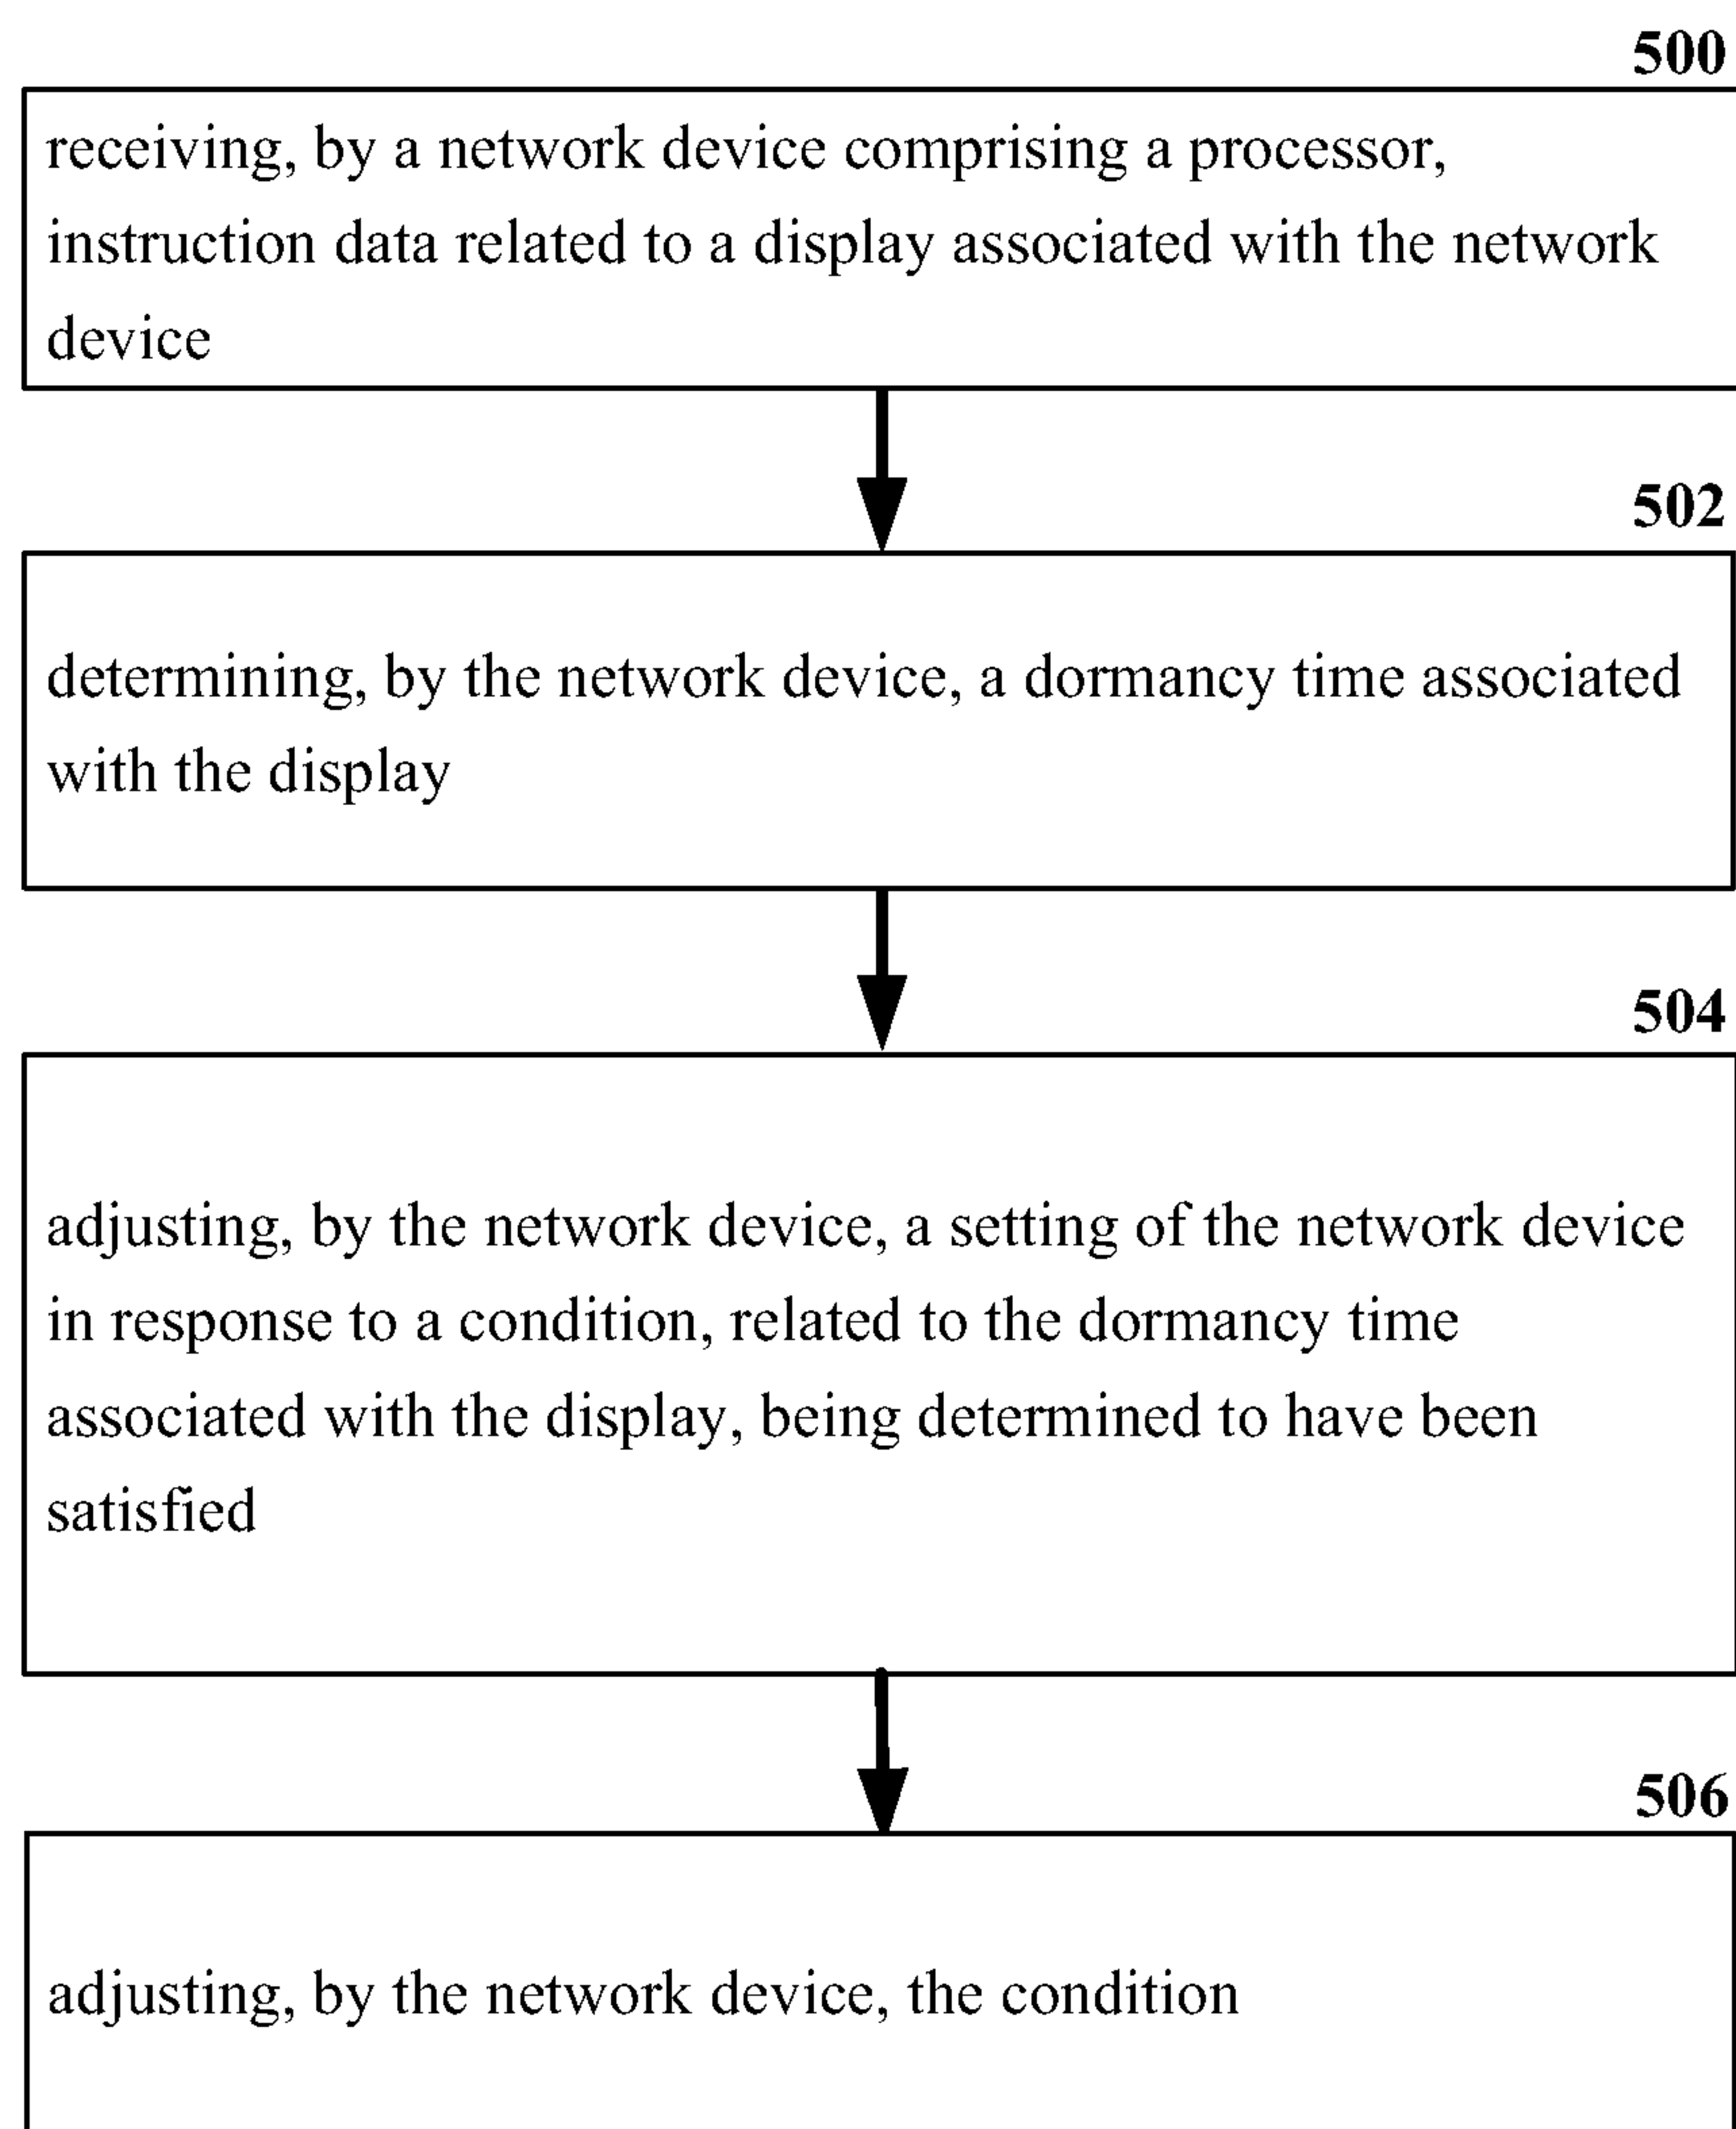 500
receiving, by a network device comprising a processor,
instruction data related to a display associated with the network
device
502
determining, by the network device, a dormancy time associated
with the display
504
adjusting, by the network device, a setting of the network device
in response to a condition, related to the dormancy time
associated with the display, being determined to have been
satisfied
506
adjusting, by the network device, the condition